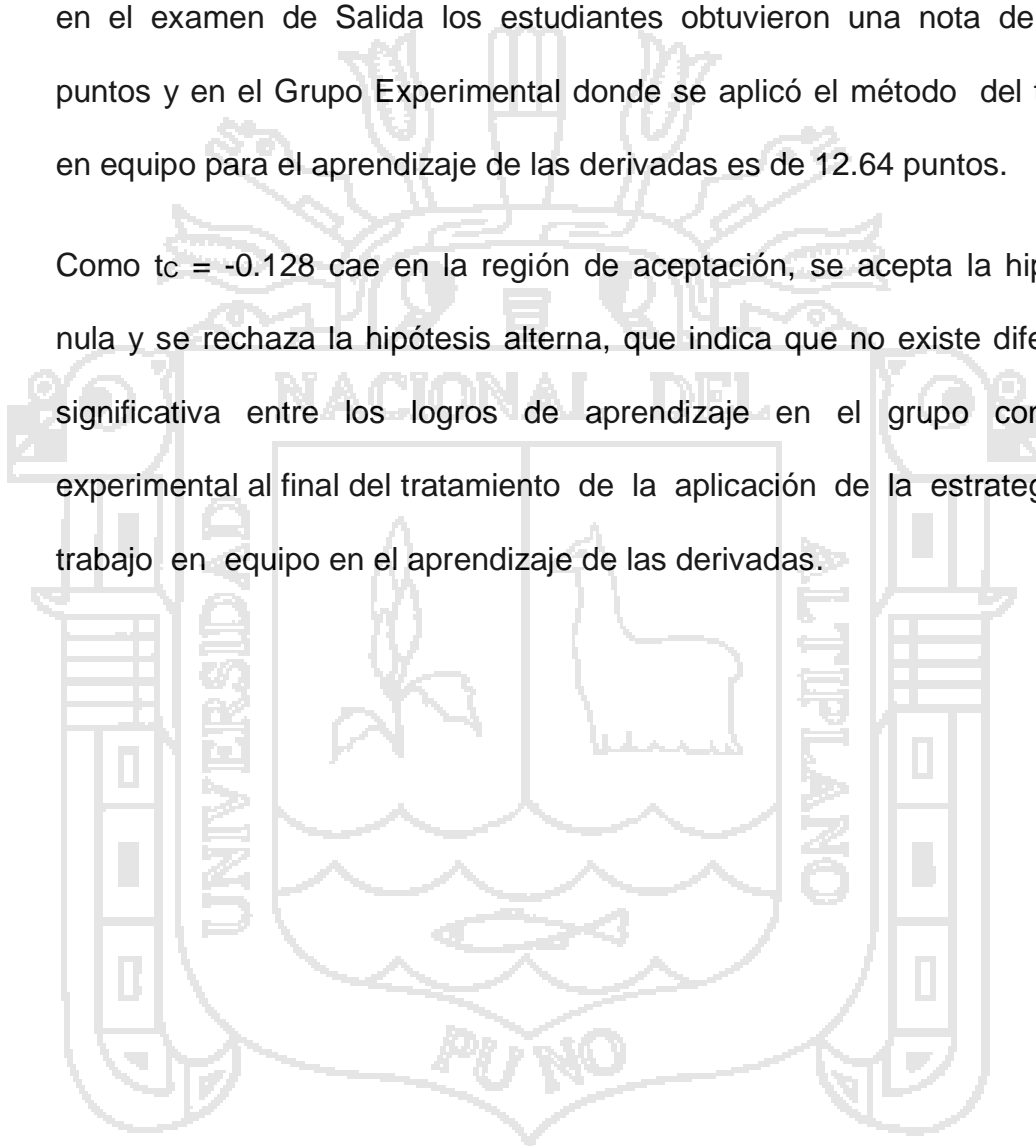 en el examen de Salida los estudiantes obtuvieron una nota de
puntos y en el Grupo Experimental donde se aplicó el método del
en equipo para el aprendizaje de las derivadas es de 12.64 puntos.
Como tc = -0.128 cae en la región de aceptación, se acepta la
nula y se rechaza la hipótesis alterna, que indica que no existe
significativa entre los logros de aprendizaje en el grupo
experimental al final del tratamiento de la aplicación de la
trabajo en equipo en el aprendizaje de las derivadas.
NACIONAL DEL
UNIVERSIDAD
ALTIPLANO
PUNO